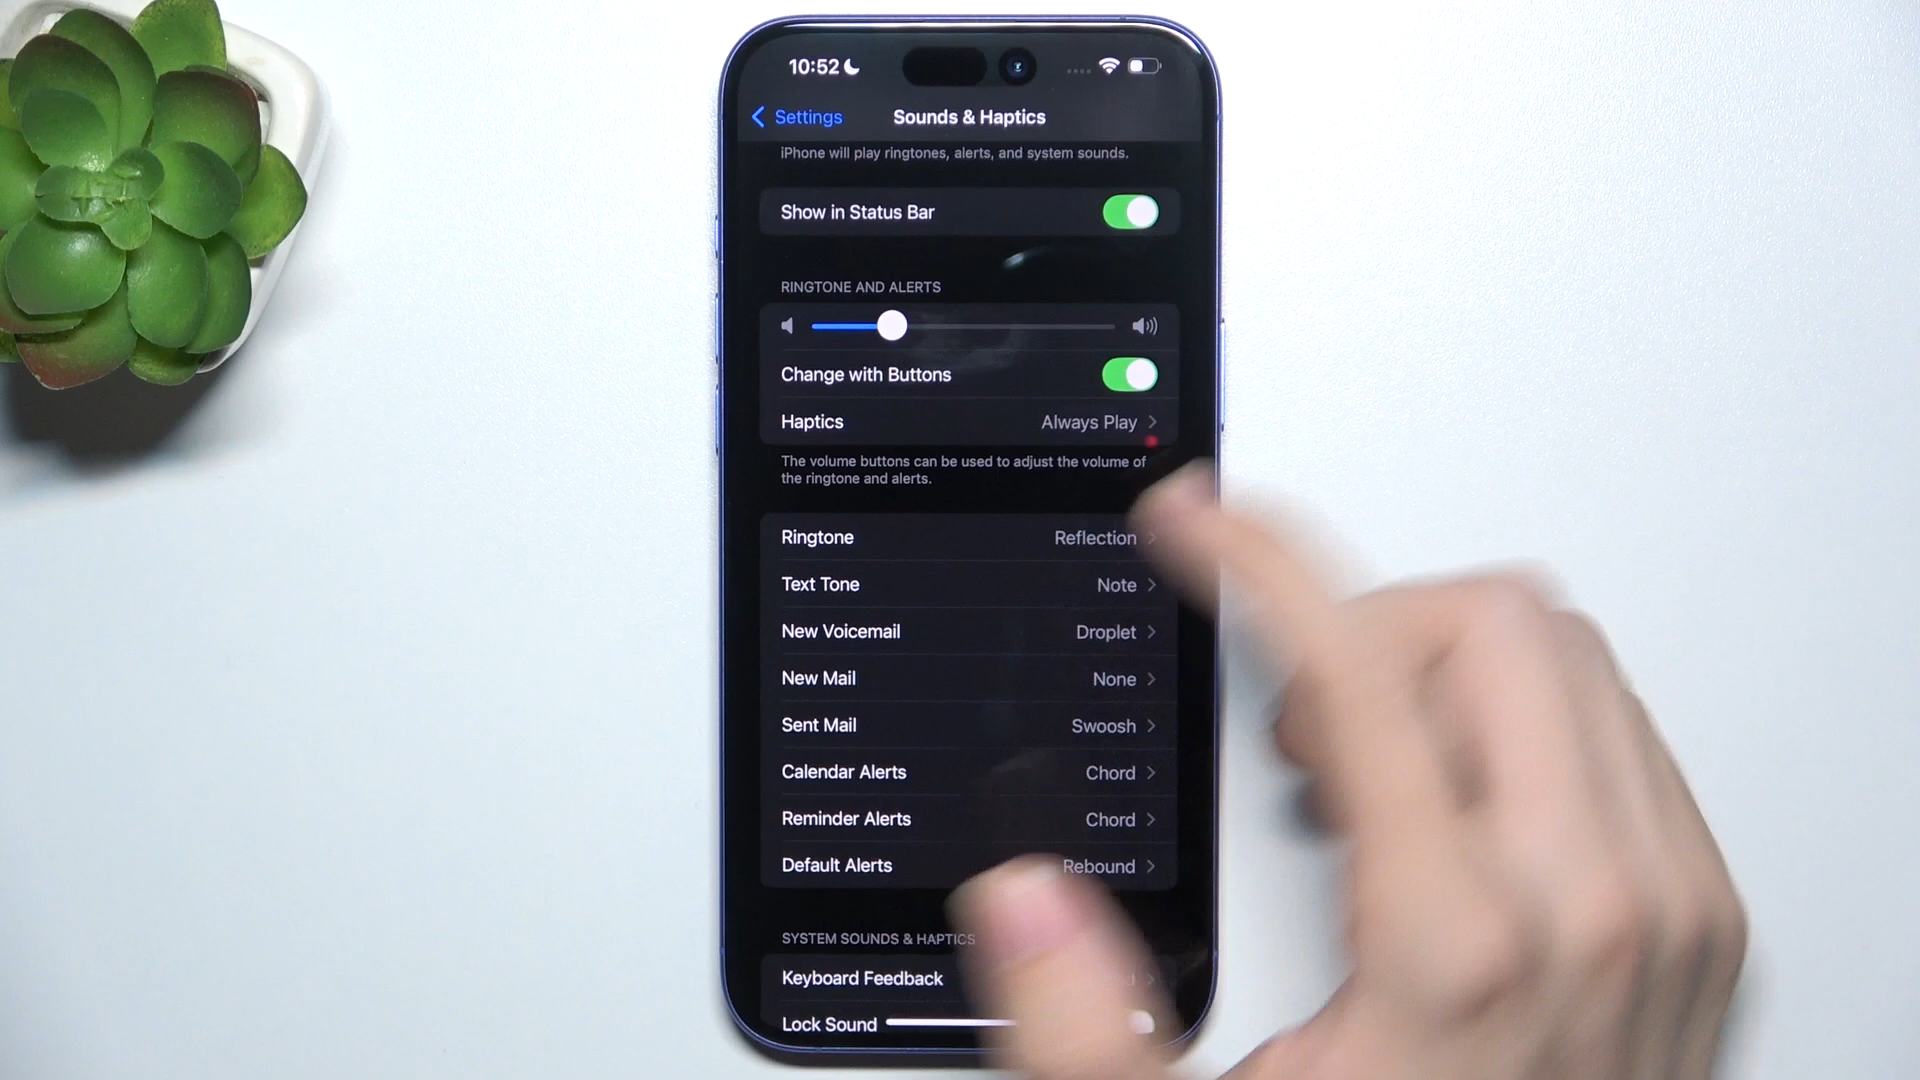 10:52
Settings
Sounds & Haptics
iPhone will play ringtones, alerts, and system sounds.
Show in Status Bar
RINGTONE AND ALERTS
Change with Buttons
Haptics Always Play
The volume buttons can be used to adjust the volume of
the ringtone and alerts.
Ringtone Reflection
Text Tone Note
New Voicemail Droplet
New Mail None
Sent Mail Swoosh
Calendar Alerts Chord
Reminder Alerts Chord
Default Alerts Rebound
SYSTEM SOUNDS & HAPTICS
Keyboard Feedback
Lock Sound